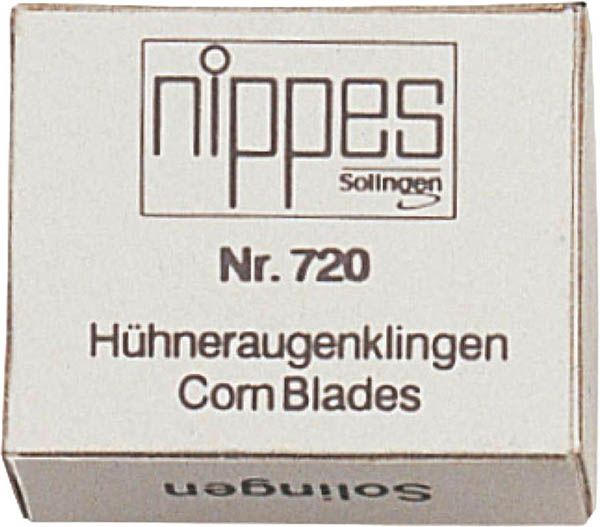 nippes
Solingen
Nr. 720
Hühneraugenklingen
Corn Blades
Solingen